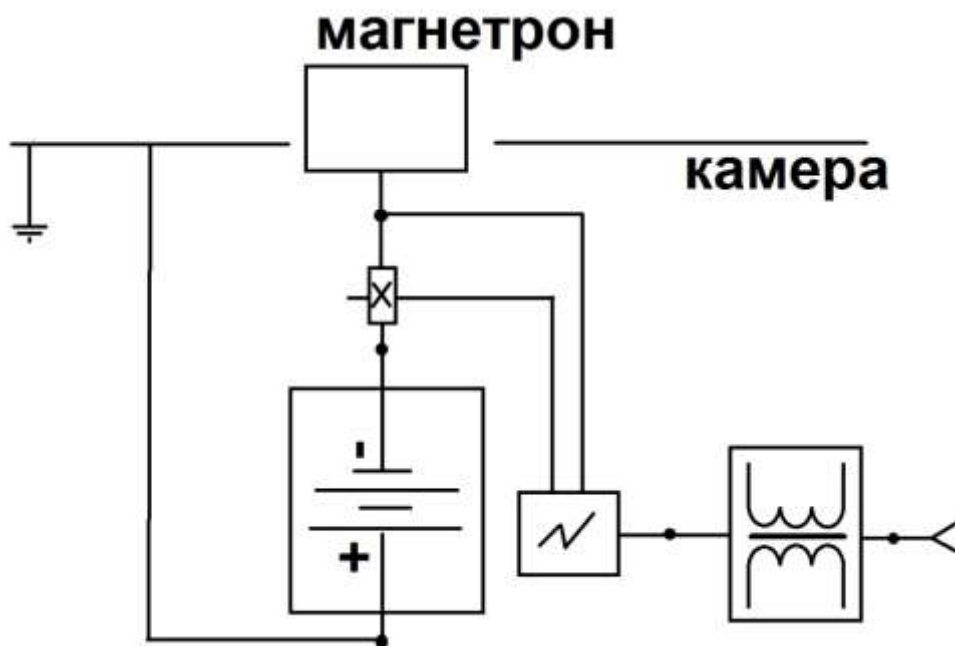 магнетрон
камера
-
+